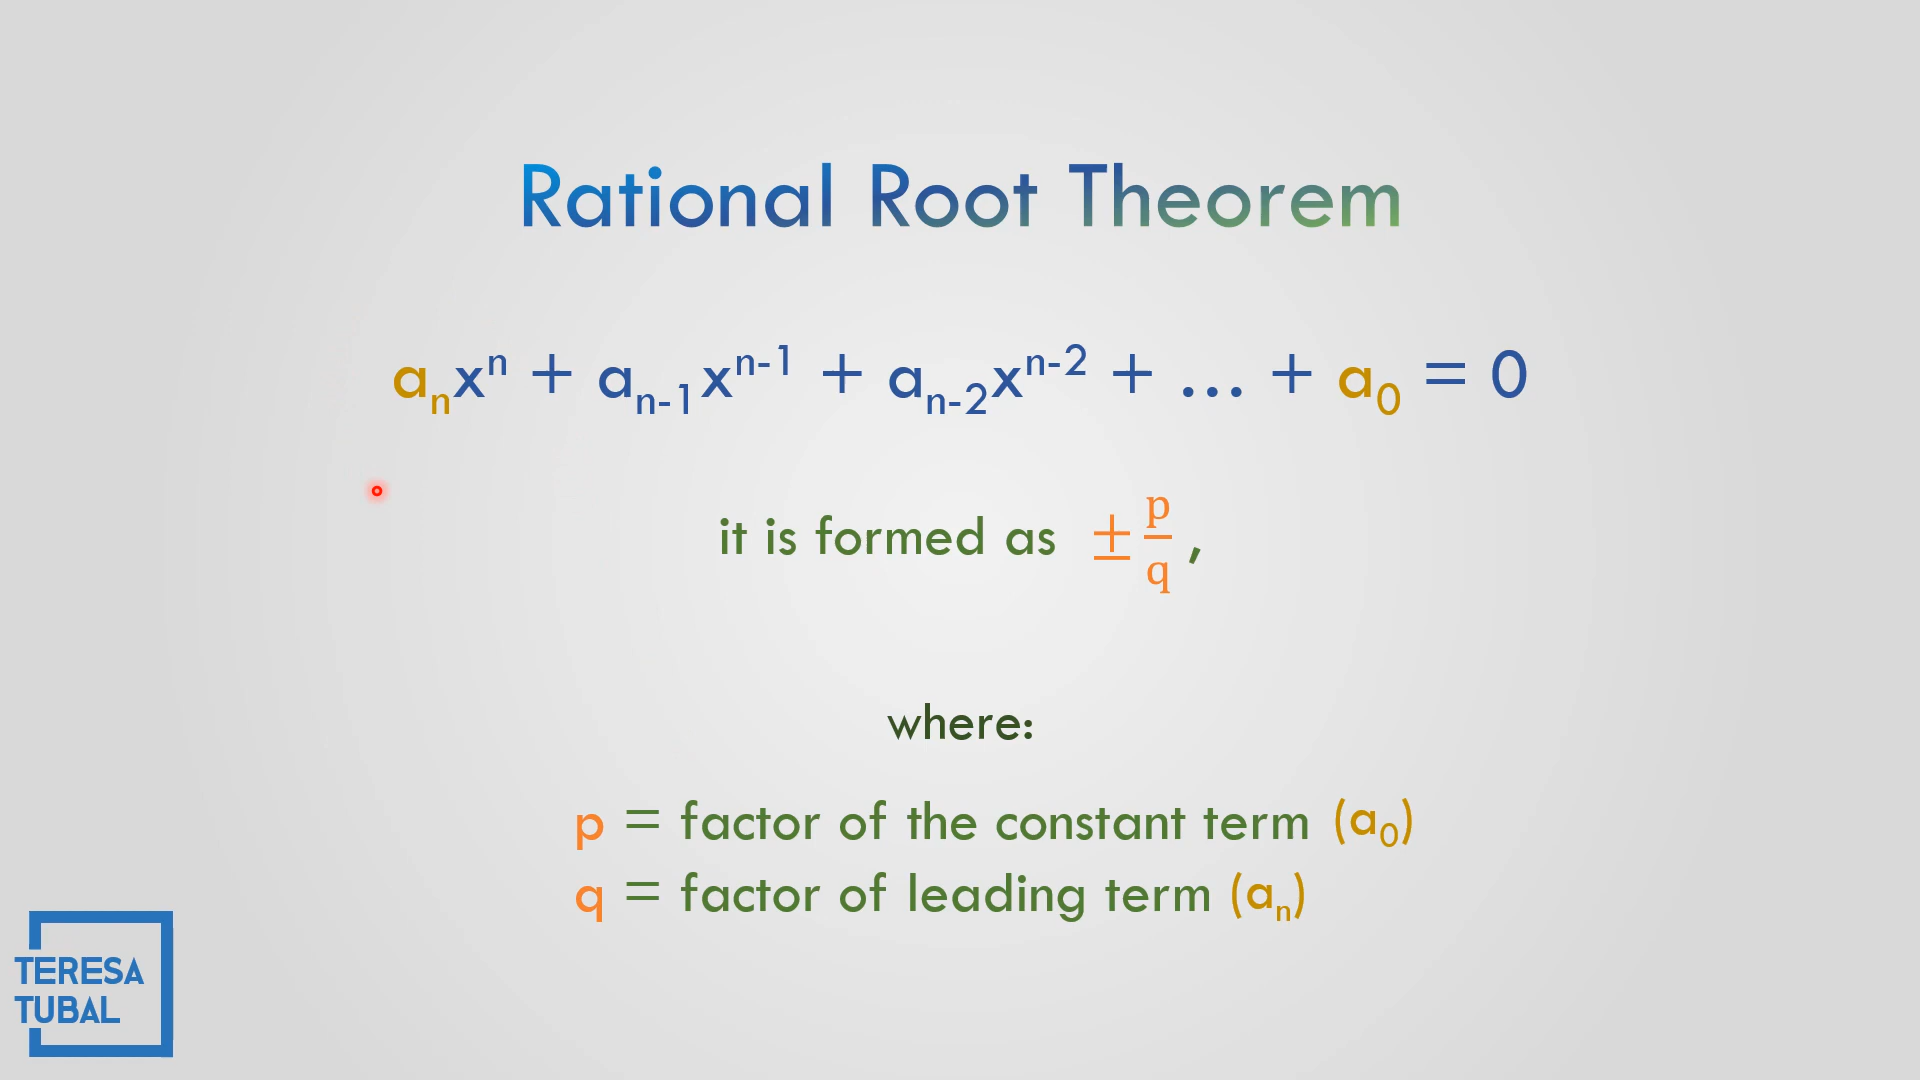 Rational Root Theorem
aₙxⁿ + aₙ₋₁xⁿ⁻¹ + aₙ₋₂xⁿ⁻² + ... + a₀ = 0
it is formed as ± p/q ,
where:
p = factor of the constant term (a₀)
q = factor of leading term (aₙ)
TERESA
TUBAL